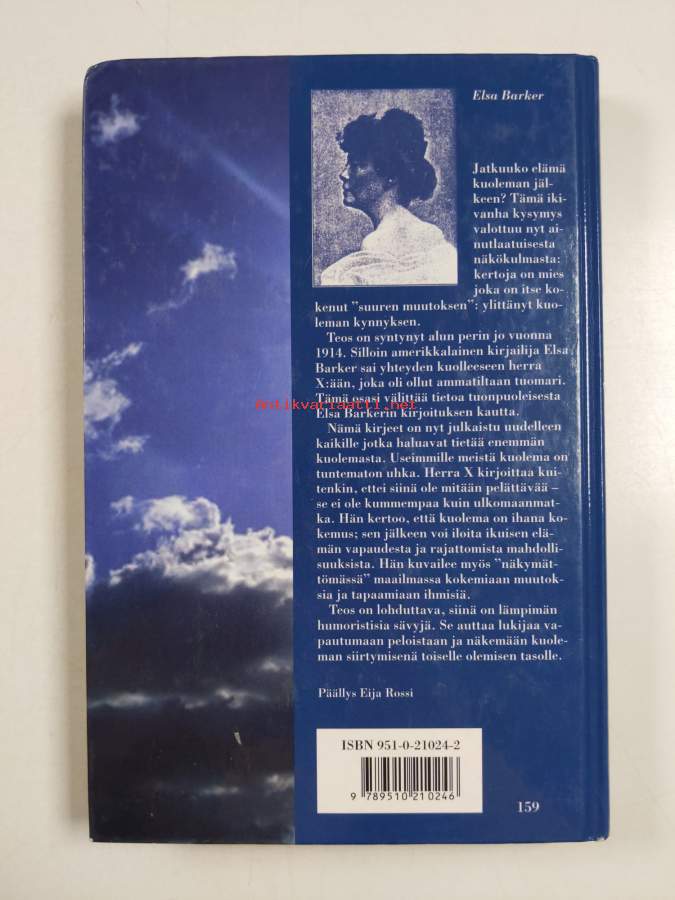 Elsa Barker
Jatkuuko elämä
kuoleman jäl-
keen? Tämä iki-
vanha kysymys
valottuu nyt ai-
nutlaatuisesta
näkökulmasta:
kertoja on mies
joka on itse ko-
kenut ”suuren muutoksen”: ylittänyt kuo-
leman kynnyksen.
Teos on syntynyt alun perin jo vuonna
1914. Silloin amerikkalainen kirjailija Elsa
Barker sai yhteyden kuolleeseen herra
X:ään, joka oli ollut ammatiltaan tuomari.
Tämä osasi välittää tietoa tuonpuoleisesta
antikvariaatti.net
Elsa Barkerin kirjoituksen kautta.
Nämä kirjeet on nyt julkaistu uudelleen
kaikille jotka haluavat tietää enemmän
kuolemasta. Useimmille meistä kuolema on
tuntematon uhka. Herra X kirjoittaa kui-
tenkin, ettei siinä ole mitään pelättävää –
se ei ole kummempaa kuin ulkomaanmat-
ka. Hän kertoo, että kuolema on ihana ko-
kemus; sen jälkeen voi iloita ikuisen elä-
män vapaudesta ja rajattomista mahdolli-
suuksista. Hän kuvailee myös ”näkymät-
tömässä” maailmassa kokemiaan muutok-
sia ja tapaamiaan ihmisiä.
Teos on lohduttava, siinä on lämpimän
humoristisia sävyjä. Se auttaa lukijaa va-
pautumaan peloistaan ja näkemään kuole-
man siirtymisenä toiselle olemisen tasolle.
Päällys Eija Rossi
ISBN 951-0-21024-2
9 789510 210246
159